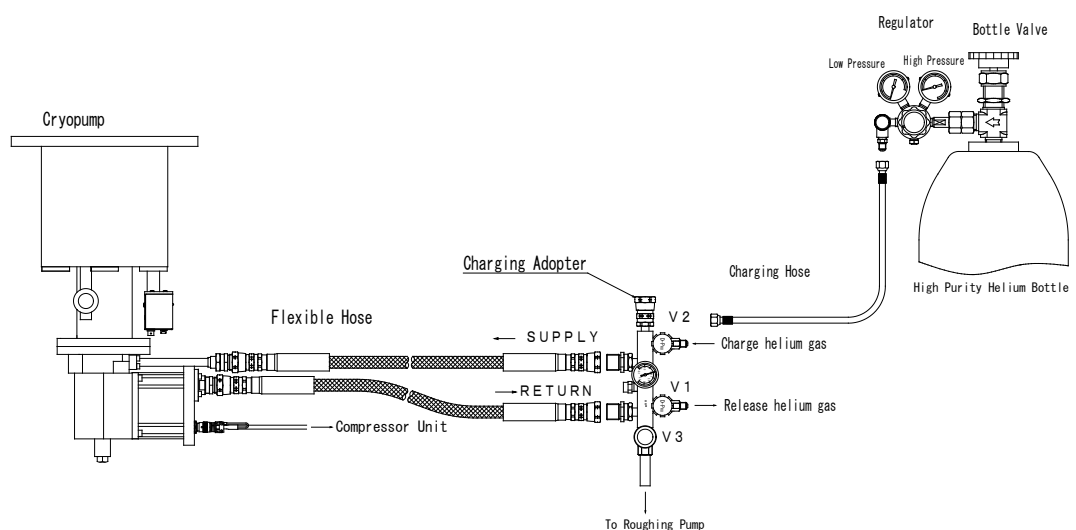 Regulator
Bottle Valve
Low Pressure
High Pressure
Cryopump
Charging Adopter
Charging Hose
High Purity Helium Bottle
Flexible Hose
V2
SUPPLY
Charge helium gas
V1
RETURN
Release helium gas
Compressor Unit
V3
To Roughing Pump